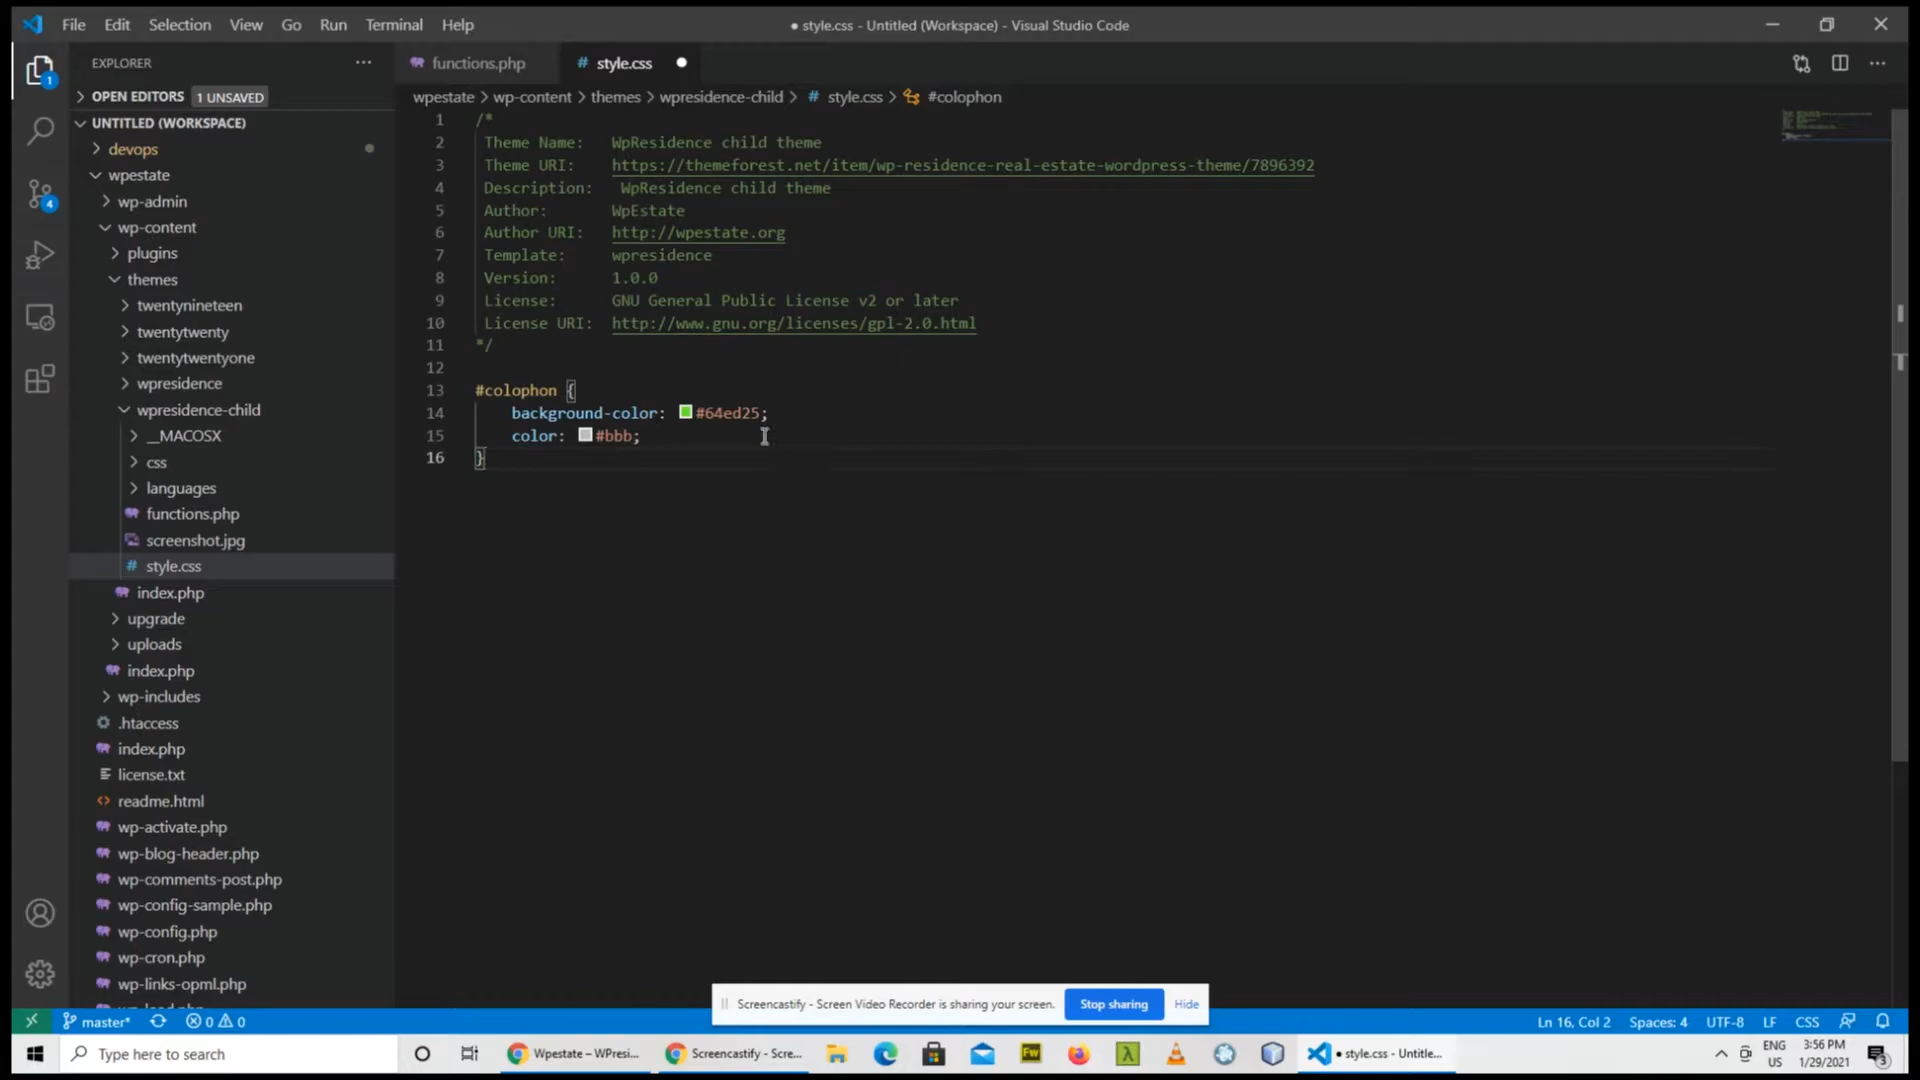 File Edit Selection View Go Run Terminal Help
● style.css - Untitled (Workspace) - Visual Studio Code
EXPLORER
functions.php
# style.css
OPEN EDITORS 1 UNSAVED
wpestate > wp-content > themes > wpresidence-child > # style.css > #colophon
UNTITLED (WORKSPACE)
devops
wpestate
wp-admin
wp-content
plugins
themes
twentynineteen
twentytwenty
twentytwentyone
wpresidence
wpresidence-child
__MACOSX
css
languages
functions.php
screenshot.jpg
# style.css
index.php
upgrade
uploads
index.php
wp-includes
.htaccess
index.php
license.txt
readme.html
wp-activate.php
wp-blog-header.php
wp-comments-post.php
wp-config-sample.php
wp-config.php
wp-cron.php
wp-links-opml.php
1 /*
2 Theme Name: WpResidence child theme
3 Theme URI: https://themeforest.net/item/wp-residence-real-estate-wordpress-theme/7896392
4 Description: WpResidence child theme
5 Author: WpEstate
6 Author URI: http://wpestate.org
7 Template: wpresidence
8 Version: 1.0.0
9 License: GNU General Public License v2 or later
10 License URI: http://www.gnu.org/licenses/gpl-2.0.html
11 */
12
13 #colophon {
14 background-color: #64ed25;
15 color: #bbb;
16 }
1
4
Screencastify - Screen Video Recorder is sharing your screen. Stop sharing Hide
master* 0 0 Ln 16, Col 2 Spaces: 4 UTF-8 LF CSS
Type here to search
Wpestate – WPresi...
Screencastify - Scre...
Fw
λ
● style.css - Untitle...
ENG
US
3:56 PM
1/29/2021
3